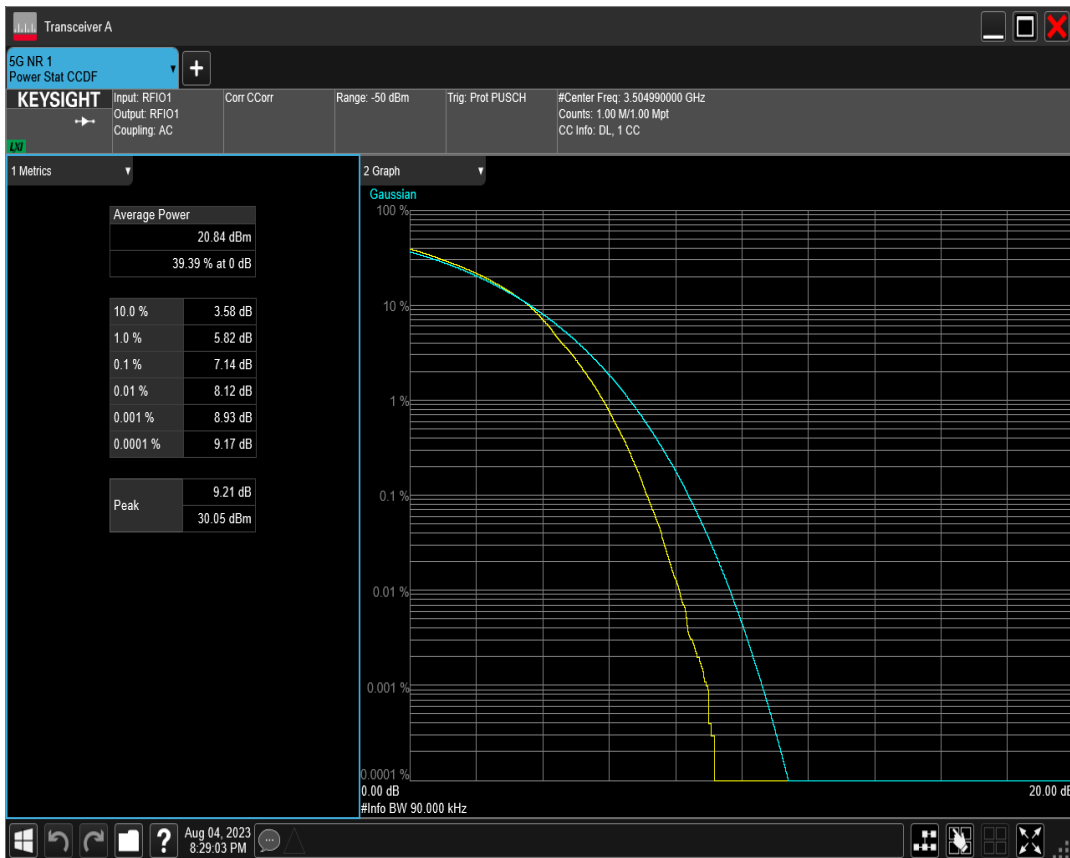 Transceiver A
5G NR 1
Power Stat CCDF
+
KEYSIGHT
LXI
Input: RFIO1
Output: RFIO1
Coupling: AC
Corr CCorr
Range: -50 dBm
Trig: Prot PUSCH
#Center Freq: 3.504990000 GHz
Counts: 1.00 M/1.00 Mpt
CC Info: DL, 1 CC
1 Metrics
Average Power
20.84 dBm
39.39 % at 0 dB
10.0 % 3.58 dB
1.0 % 5.82 dB
0.1 % 7.14 dB
0.01 % 8.12 dB
0.001 % 8.93 dB
0.0001 % 9.17 dB
Peak
9.21 dB
30.05 dBm
2 Graph
Gaussian
100 %
10 %
1 %
0.1 %
0.01 %
0.001 %
0.0001 %
0.00 dB 20.00 dB
#Info BW 90.000 kHz
?
Aug 04, 2023
8:29:03 PM